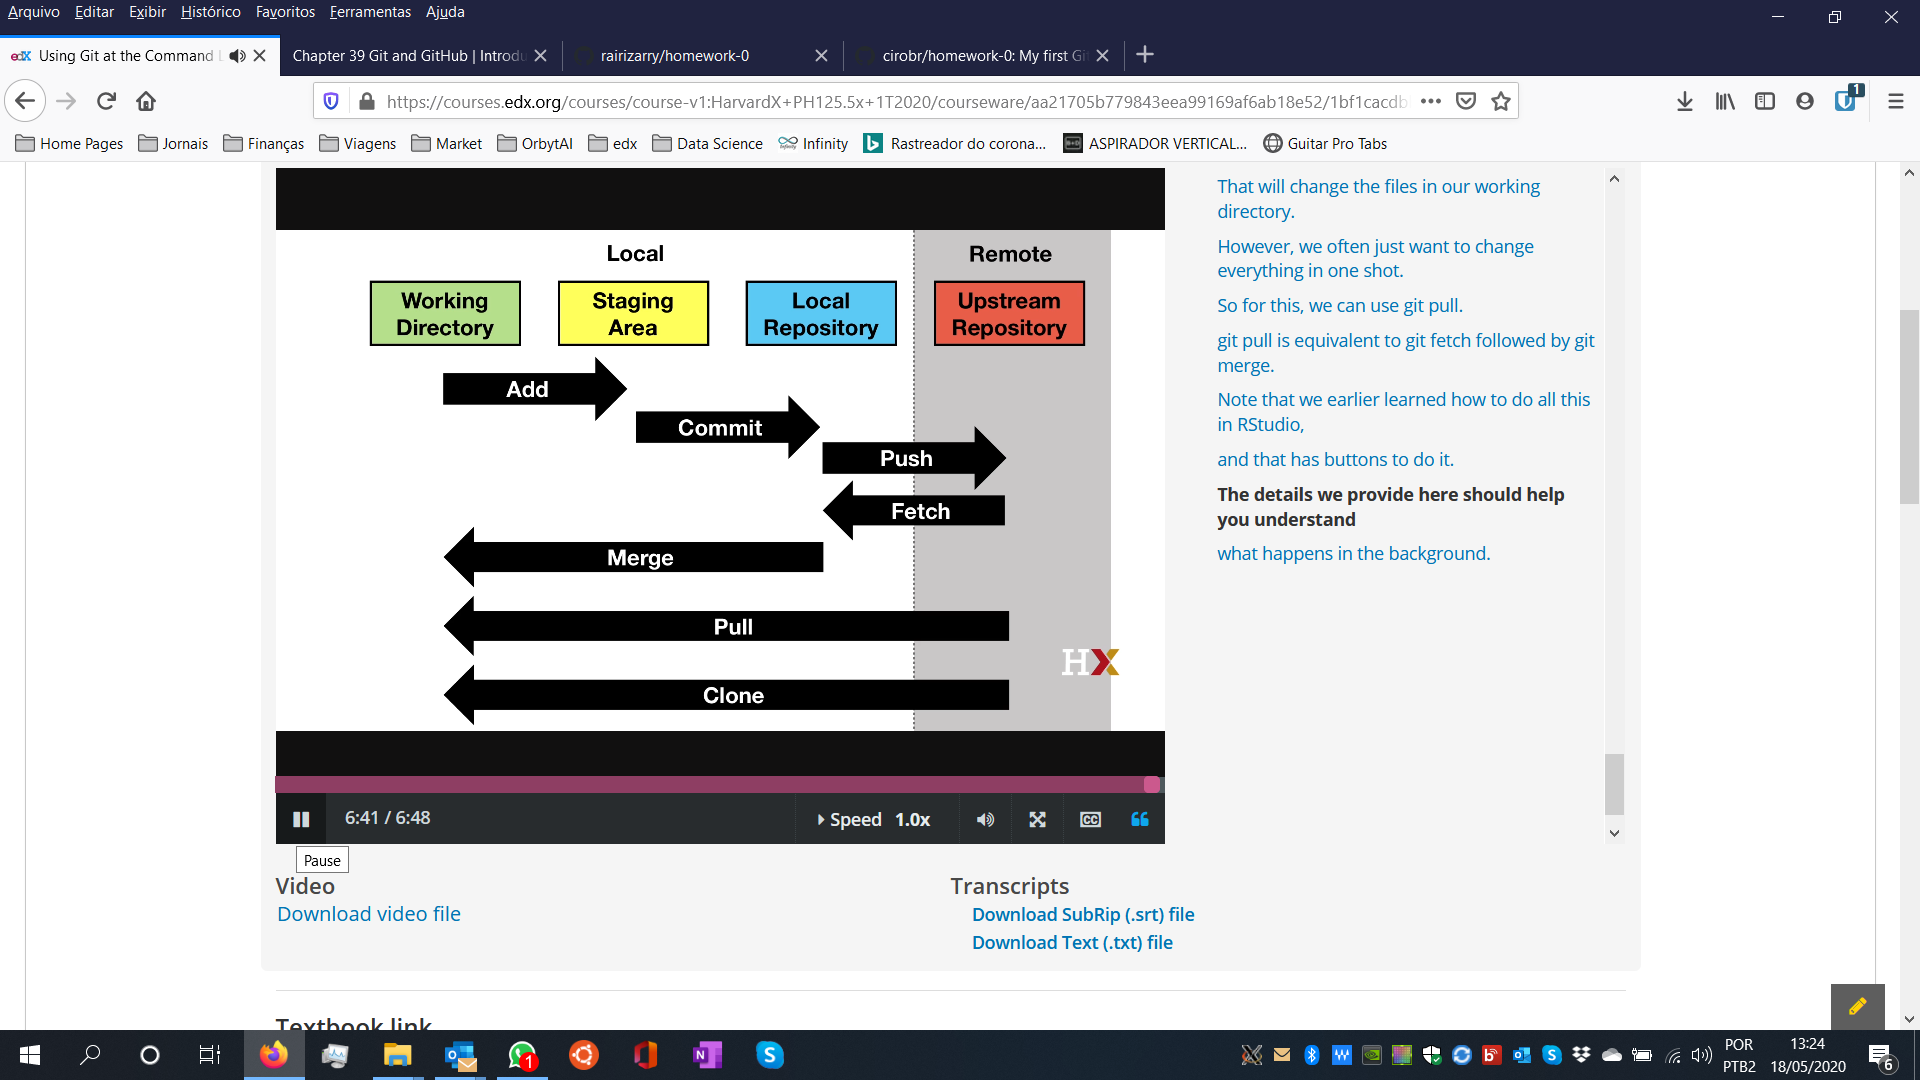 Arquivo Editar Exibir Histórico Favoritos Ferramentas Ajuda
edX Using Git at the Command L
Chapter 39 Git and GitHub | Introdu
rairizarry/homework-0
cirobr/homework-0: My first Gi
https://courses.edx.org/courses/course-v1:HarvardX+PH125.5x+1T2020/courseware/aa21705b779843eea99169af6ab18e52/1bf1cacdb
1
Home Pages Jornais Finanças Viagens Market OrbytAI edx Data Science Infinity Rastreador do corona... ASPIRADOR VERTICAL... Guitar Pro Tabs
Local
Remote
Working
Directory
Staging
Area
Local
Repository
Upstream
Repository
Add
Commit
Push
Fetch
Merge
Pull
Clone
HX
6:41 / 6:48
Speed 1.0x
CC
Pause
That will change the files in our working
directory.
However, we often just want to change
everything in one shot.
So for this, we can use git pull.
git pull is equivalent to git fetch followed by git
merge.
Note that we earlier learned how to do all this
in RStudio,
and that has buttons to do it.
The details we provide here should help
you understand
what happens in the background.
Video
Download video file
Transcripts
Download SubRip (.srt) file
Download Text (.txt) file
Textbook link
1
POR
PTB2
13:24
18/05/2020
6